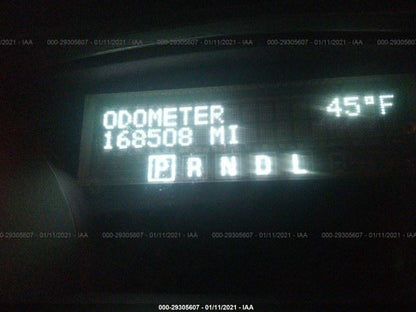 000-29305607 - 01/11/2021 - IAA
ODOMETER 45°F
168508 MI
P R N D L
000-29305607 - 01/11/2021 - IAA
000-29305607 - 01/11/2021 - IAA